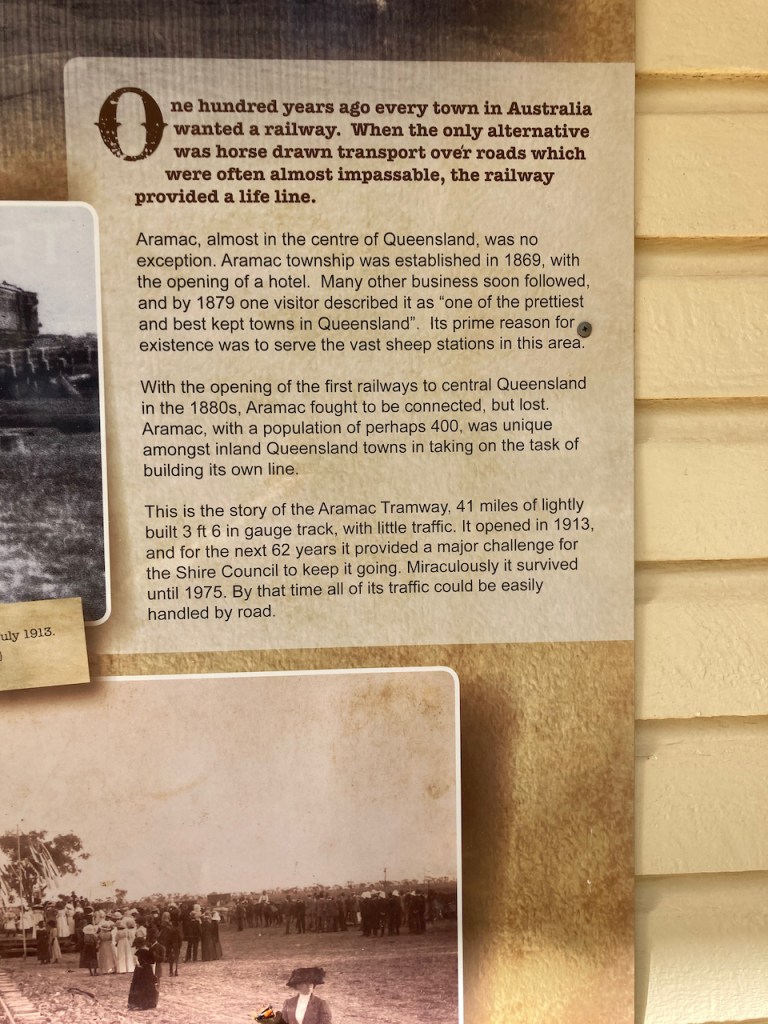 One hundred years ago every town in Australia
wanted a railway. When the only alternative
was horse drawn transport over roads which
were often almost impassable, the railway
provided a life line.
Aramac, almost in the centre of Queensland, was no
exception. Aramac township was established in 1869, with
the opening of a hotel. Many other business soon followed,
and by 1879 one visitor described it as “one of the prettiest
and best kept towns in Queensland”. Its prime reason for
existence was to serve the vast sheep stations in this area.
With the opening of the first railways to central Queensland
in the 1880s, Aramac fought to be connected, but lost.
Aramac, with a population of perhaps 400, was unique
amongst inland Queensland towns in taking on the task of
building its own line.
This is the story of the Aramac Tramway, 41 miles of lightly
built 3 ft 6 in gauge track, with little traffic. It opened in 1913,
and for the next 62 years it provided a major challenge for
the Shire Council to keep it going. Miraculously it survived
until 1975. By that time all of its traffic could be easily
handled by road.
uly 1913.
)